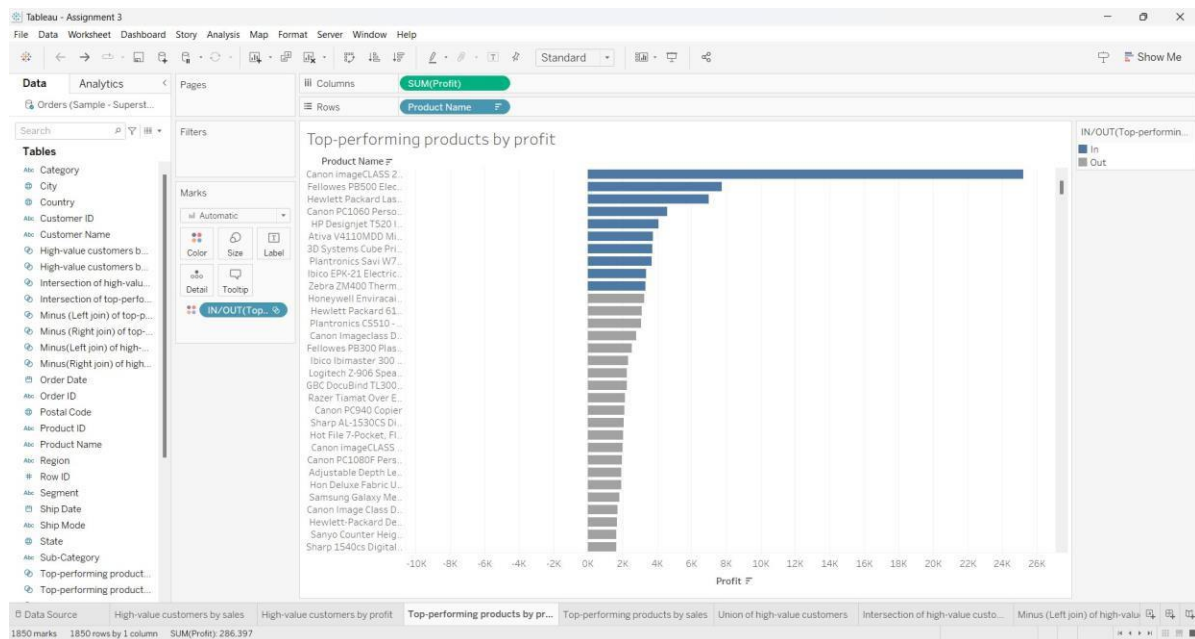 Tableau - Assignment 3
File Data Worksheet Dashboard Story Analysis Map Format Server Window Help
Standard
Show Me
Data Analytics
Orders (Sample - Superst...
Search
Tables
Abc Category
City
Country
Abc Customer ID
Abc Customer Name
High-value customers b...
High-value customers b...
Intersection of high-valu...
Intersection of top-perfo...
Minus (Left join) of top-p...
Minus (Right join) of top-...
Minus(Left join) of high-...
Minus(Right join) of high...
Order Date
Abc Order ID
Postal Code
Abc Product ID
Abc Product Name
Abc Region
# Row ID
Abc Segment
Ship Date
Abc Ship Mode
State
Abc Sub-Category
Top-performing product...
Top-performing product...
Pages
Filters
Marks
Automatic
Color Size Label
Detail Tooltip
IN/OUT(Top..
Columns SUM(Profit)
Rows Product Name
Top-performing products by profit
Product Name
Canon imageCLASS 2..
Fellowes PB500 Elec..
Hewlett Packard Las..
Canon PC1060 Perso..
HP Designjet T520 I..
Ativa V4110MDD Mi..
3D Systems Cube Pri..
Plantronics Savi W7..
Ibico EPK-21 Electric..
Zebra ZM400 Therm..
Honeywell Enviracai..
Hewlett Packard 61..
Plantronics CS510 - ..
Canon Imageclass D..
Fellowes PB300 Plas..
Ibico Ibimaster 300 ..
Logitech Z-906 Spea..
GBC DocuBind TL300..
Razer Tiamat Over E..
Canon PC940 Copier
Sharp AL-1530CS Di..
Hot File 7-Pocket, Fl..
Canon imageCLASS ..
Canon PC1080F Pers..
Adjustable Depth Le..
Hon Deluxe Fabric U..
Samsung Galaxy Me..
Canon Image Class D..
Hewlett-Packard De..
Sanyo Counter Heig..
Sharp 1540cs Digital..
-10K -8K -6K -4K -2K 0K 2K 4K 6K 8K 10K 12K 14K 16K 18K 20K 22K 24K 26K
Profit
IN/OUT(Top-performin...
In
Out
Data Source High-value customers by sales High-value customers by profit Top-performing products by pr... Top-performing products by sales Union of high-value customers Intersection of high-value custo... Minus (Left join) of high-valu
1850 marks 1850 rows by 1 column SUM(Profit): 286,397